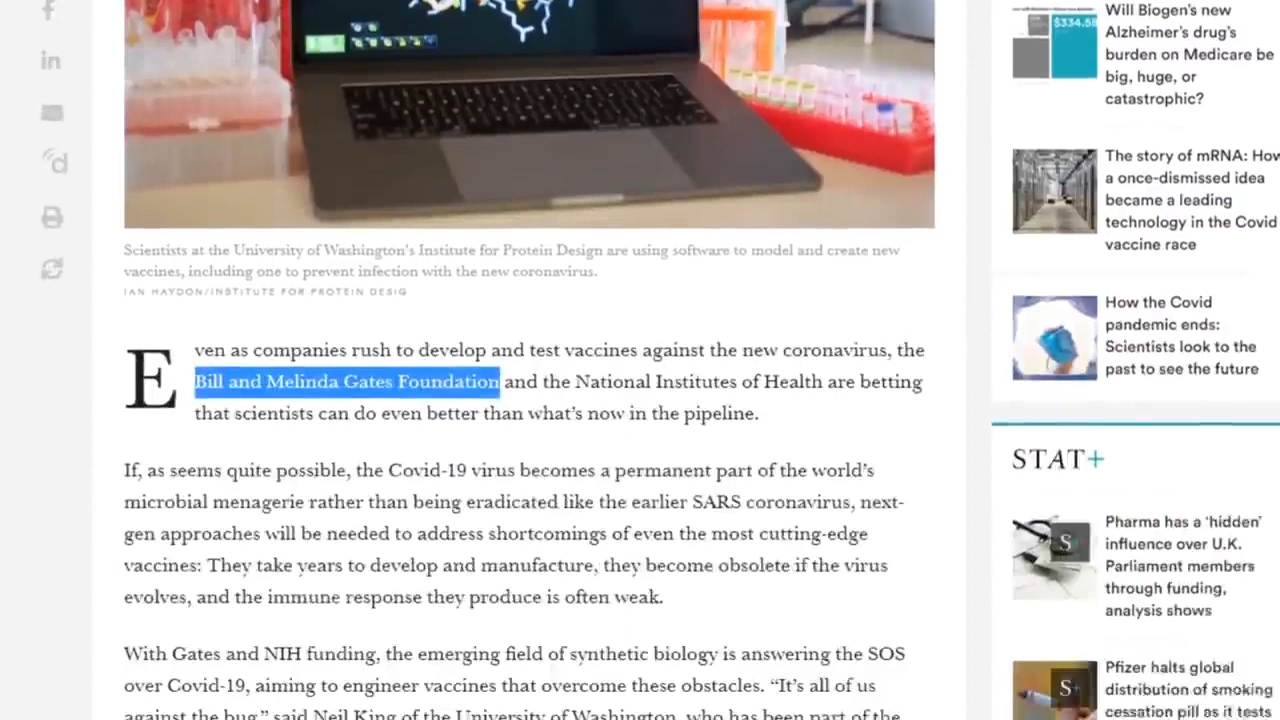 Scientists at the University of Washington's Institute for Protein Design are using software to model and create new
vaccines, including one to prevent infection with the new coronavirus.
IAN HAYDON/INSTITUTE FOR PROTEIN DESIG
Even as companies rush to develop and test vaccines against the new coronavirus, the
Bill and Melinda Gates Foundation and the National Institutes of Health are betting
that scientists can do even better than what's now in the pipeline.
If, as seems quite possible, the Covid-19 virus becomes a permanent part of the world's
microbial menagerie rather than being eradicated like the earlier SARS coronavirus, next-
gen approaches will be needed to address shortcomings of even the most cutting-edge
vaccines: They take years to develop and manufacture, they become obsolete if the virus
evolves, and the immune response they produce is often weak.
With Gates and NIH funding, the emerging field of synthetic biology is answering the SOS
over Covid-19, aiming to engineer vaccines that overcome these obstacles. “It's all of us
against the bug,” said Neil King of the University of Washington, who has been part of the
$334.5B
Will Biogen's new
Alzheimer's drug's
burden on Medicare be
big, huge, or
catastrophic?
The story of mRNA: How
a once-dismissed idea
became a leading
technology in the Covid
vaccine race
How the Covid
pandemic ends:
Scientists look to the
past to see the future
STAT+
Pharma has a ‘hidden’
influence over U.K.
Parliament members
through funding,
analysis shows
Pfizer halts global
distribution of smoking
cessation pill as it tests